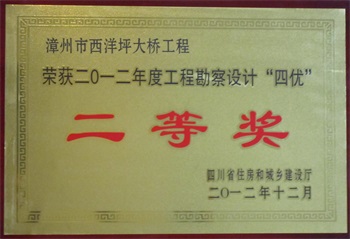 漳州市西洋坪大桥工程
荣获二〇一二年度工程勘察设计“四优”
二等奖
四川省住房和城乡建设厅
二〇一二年十二月